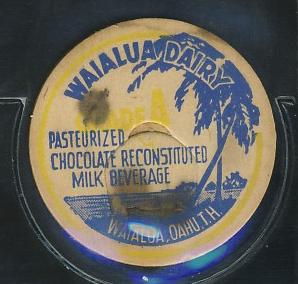 WAIALUA DAIRY
PASTEURIZED
CHOCOLATE RECONSTITUTED
MILK BEVERAGE
WAIALUA, OAHU, T.H.